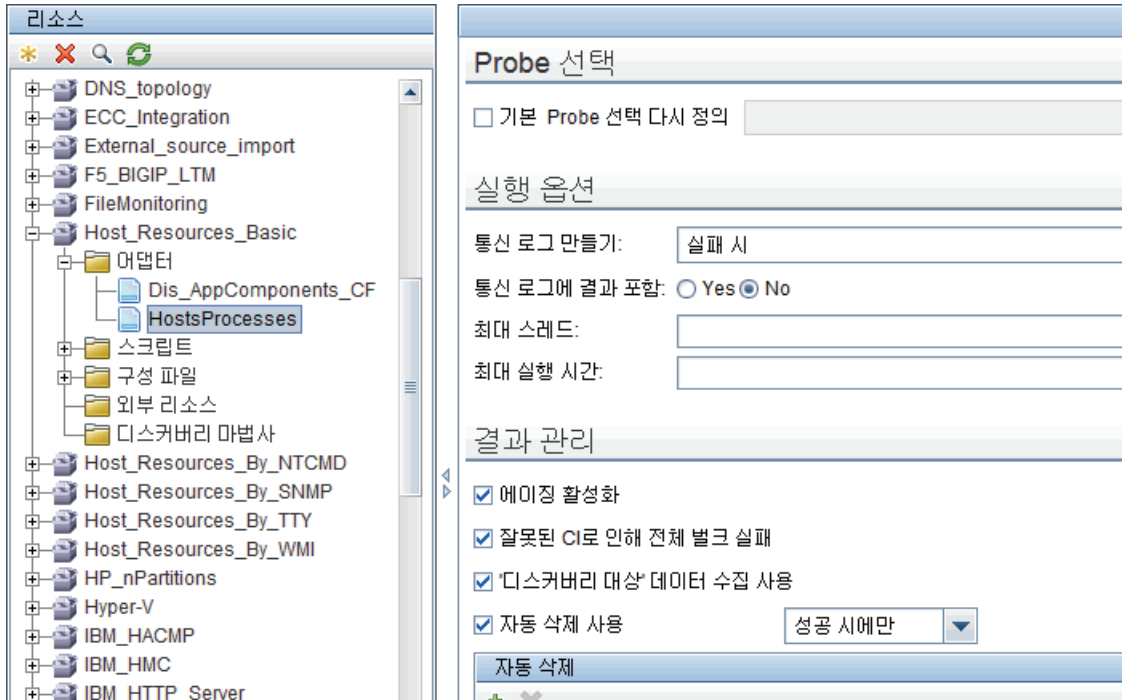 리소스
DNS_topology
ECC_Integration
External_source_import
F5_BIGIP_LTM
FileMonitoring
Host_Resources_Basic
어댑터
Dis_AppComponents_CF
HostsProcesses
스크립트
구성 파일
외부 리소스
디스커버리 마법사
Host_Resources_By_NTCMD
Host_Resources_By_SNMP
Host_Resources_By_TTY
Host_Resources_By_WMI
HP_nPartitions
Hyper-V
IBM_HACMP
IBM_HMC
IBM_HTTP_Server
Probe 선택
기본 Probe 선택 다시 정의
실행 옵션
통신 로그 만들기: 실패 시
통신 로그에 결과 포함: Yes No
최대 스레드:
최대 실행 시간:
결과 관리
에이징 활성화
잘못된 CI로 인해 전체 벌크 실패
'디스커버리 대상' 데이터 수집 사용
자동 삭제 사용 성공 시에만
자동 삭제